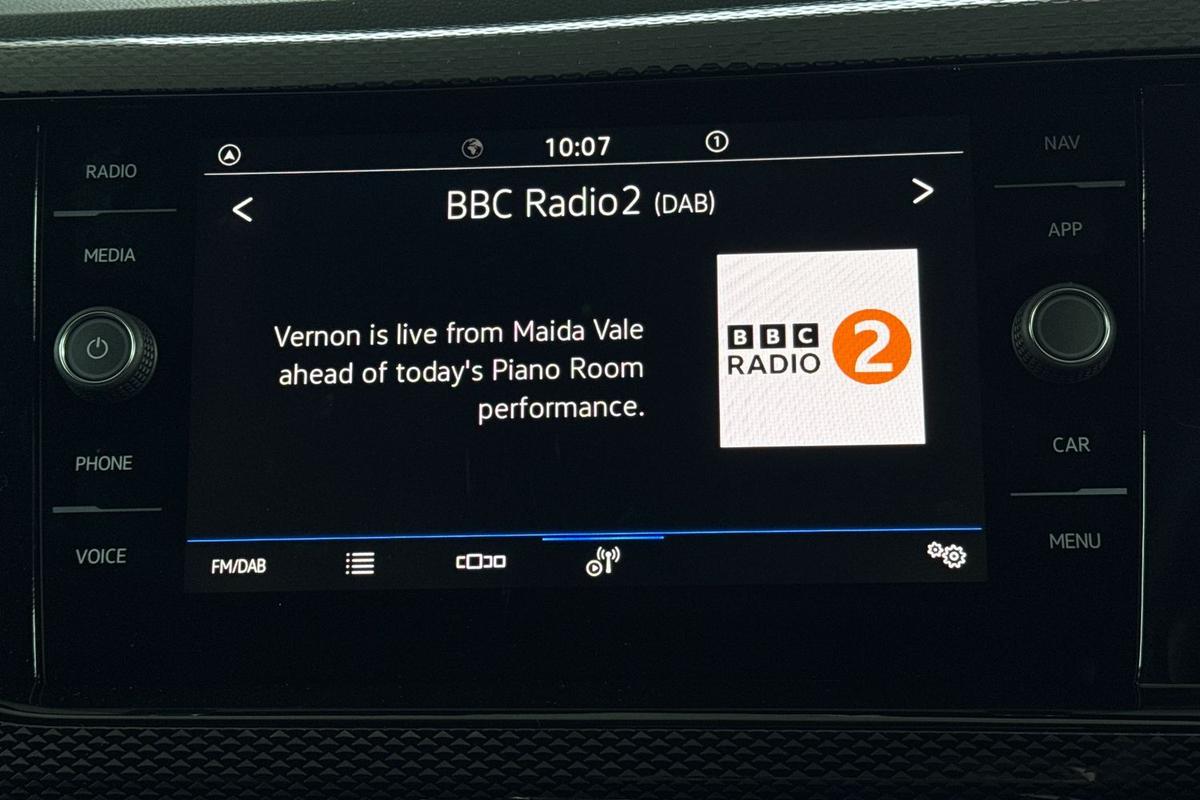 10:07
1
RADIO
NAV
BBC Radio2 (DAB)
APP
MEDIA
Vernon is live from Maida Vale
ahead of today's Piano Room
performance.
BBC
RADIO
2
PHONE
CAR
VOICE
MENU
FM/DAB